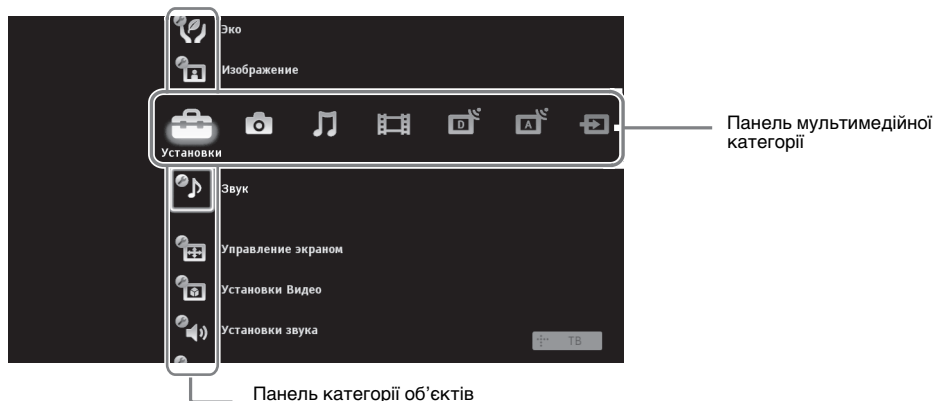 Эко
Изображение
D
A
Установки
Панель мультимедійної
категорії
Звук
Управление экраном
Установки Видео
Установки звука
ТВ
Панель категорії об’єктів